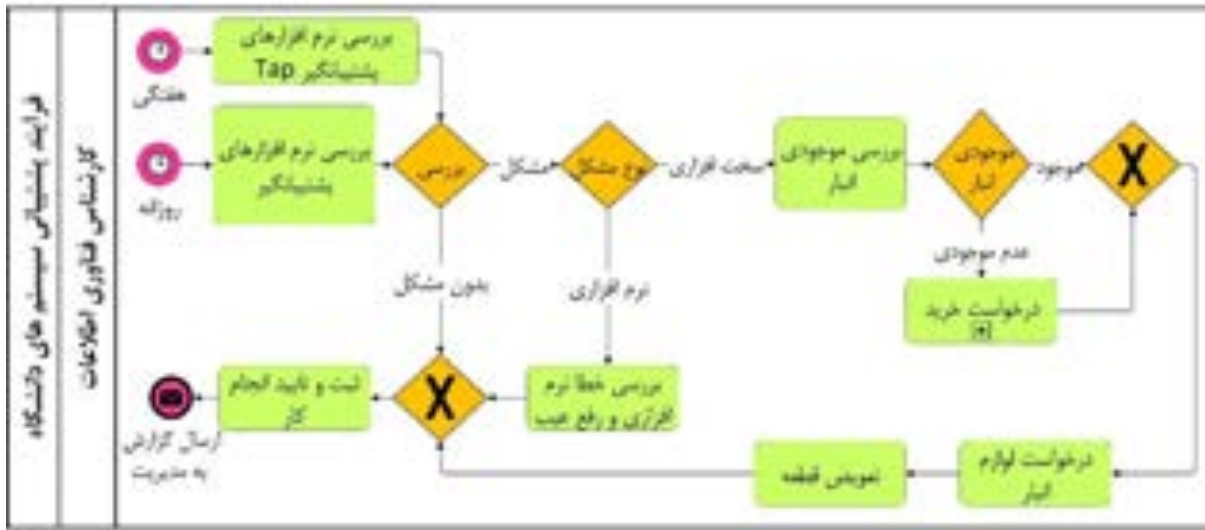 فرایند پشتیبانی سیستم های دانشگاه
کارشناس فناوری اطلاعات
هفتگی
بررسی نرم افزارهای
پشتیبانگیر Tap
روزانه
بررسی نرم افزارهای
پشتیبانگیر
بررسی
مشکل
نوع مشکل
سخت افزاری
بررسی موجودی
انبار
موجودی
انبار
موجود
X
عدم موجودی
درخواست خرید
+
بدون مشکل
نرم افزاری
بررسی خطا نرم
افزاری و رفع عیب
X
ثبت و تایید انجام
کار
ارسال گزارش
به مدیریت
درخواست لوازم
انبار
تعویض قطعه